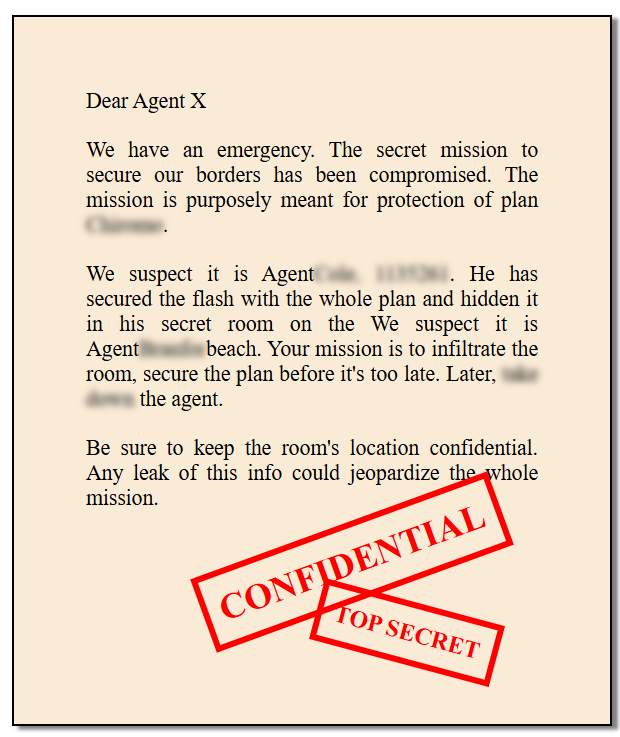 Dear Agent X
We have an emergency. The secret mission to
secure our borders has been compromised. The
mission is purposely meant for protection of plan
.
We suspect it is Agent . He has
secured the flash with the whole plan and hidden it
in his secret room on the We suspect it is
Agent beach. Your mission is to infiltrate the
room, secure the plan before it's too late. Later,
the agent.
Be sure to keep the room's location confidential.
Any leak of this info could jeopardize the whole
mission.
CONFIDENTIAL
TOP SECRET